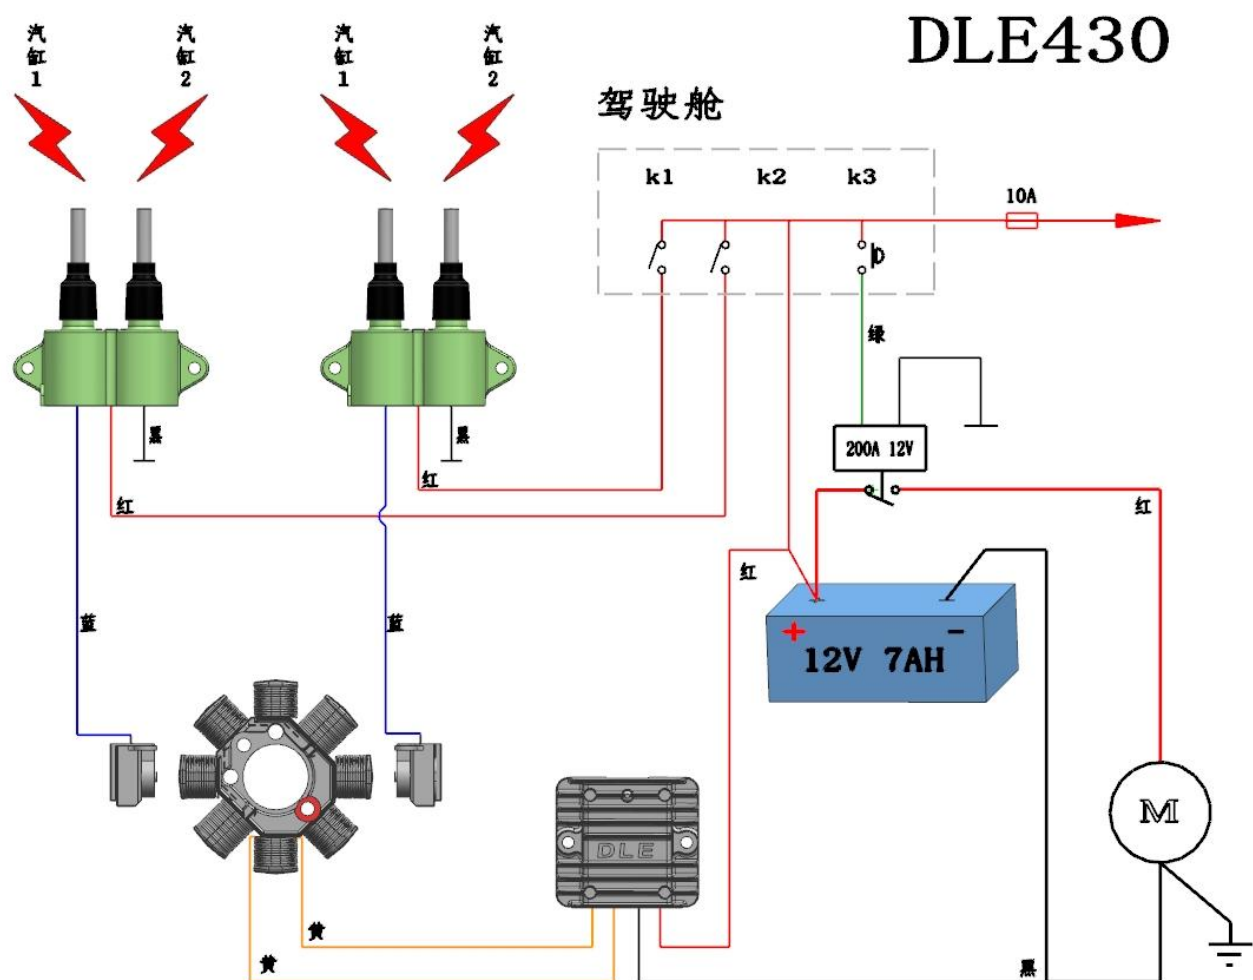 DLE430
汽缸1
汽缸2
汽缸1
汽缸2
驾驶舱
k1
k2
k3
10A
绿
黑
黑
200A 12V
红
红
红
红
蓝
蓝
+
-
12V 7AH
M
DLE
黄
黄
黑